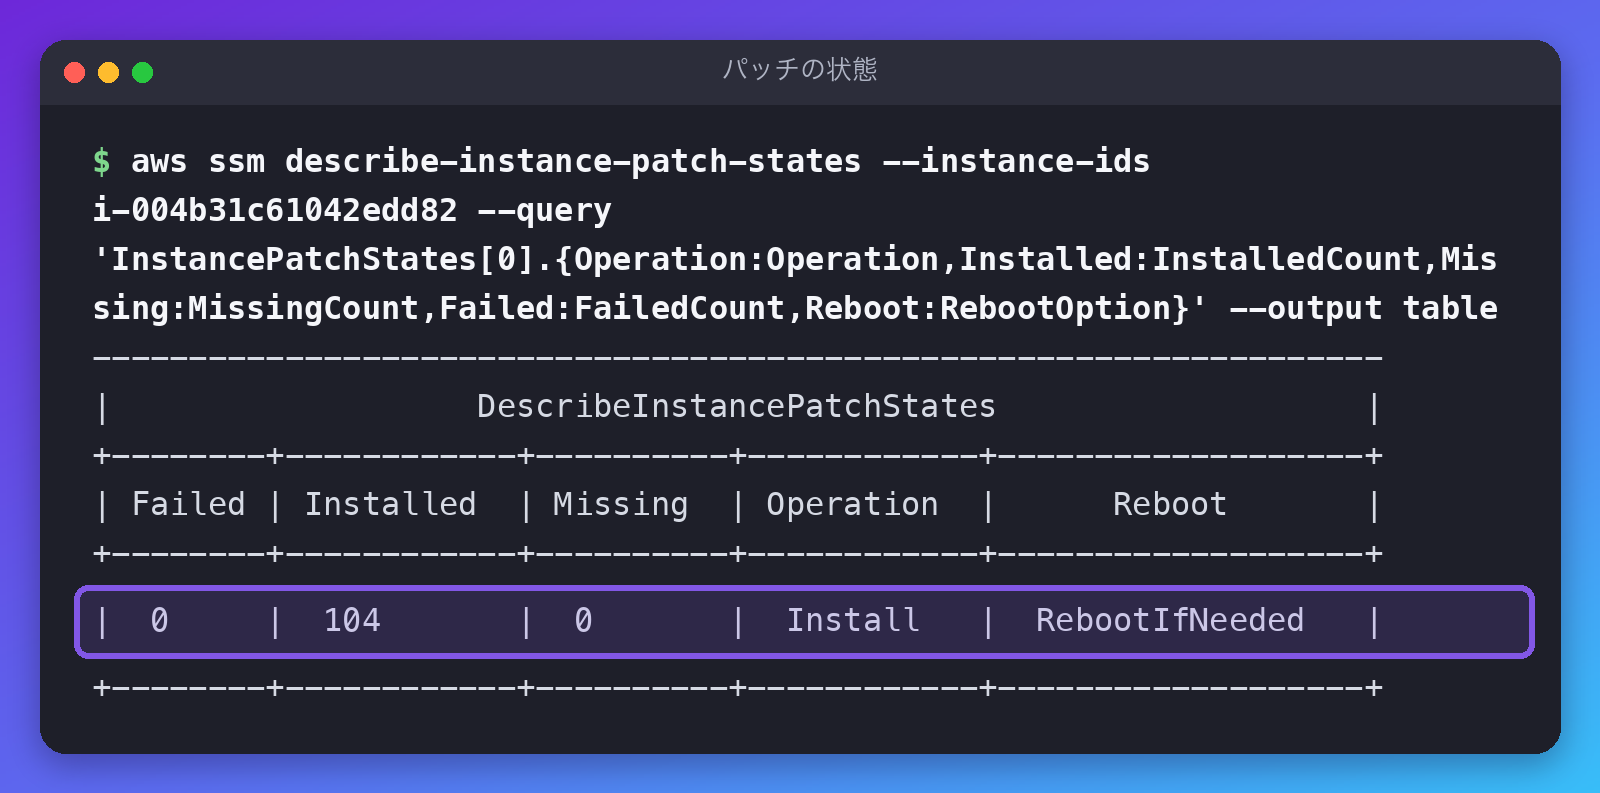 パッチの状態
$ aws ssm describe-instance-patch-states --instance-ids
i-004b31c61042edd82 --query
'InstancePatchStates[0].{Operation:Operation,Installed:InstalledCount,Mis
sing:MissingCount,Failed:FailedCount,Reboot:RebootOption}' --output table
-------------------------------------------------------------------
|                   DescribeInstancePatchStates                   |
+--------+------------+----------+-----------+-------------------+
| Failed | Installed  | Missing  | Operation  |      Reboot       |
+--------+------------+----------+-----------+-------------------+
|  0     |  104       |  0       |  Install   |  RebootIfNeeded   |
+--------+------------+----------+-----------+-------------------+